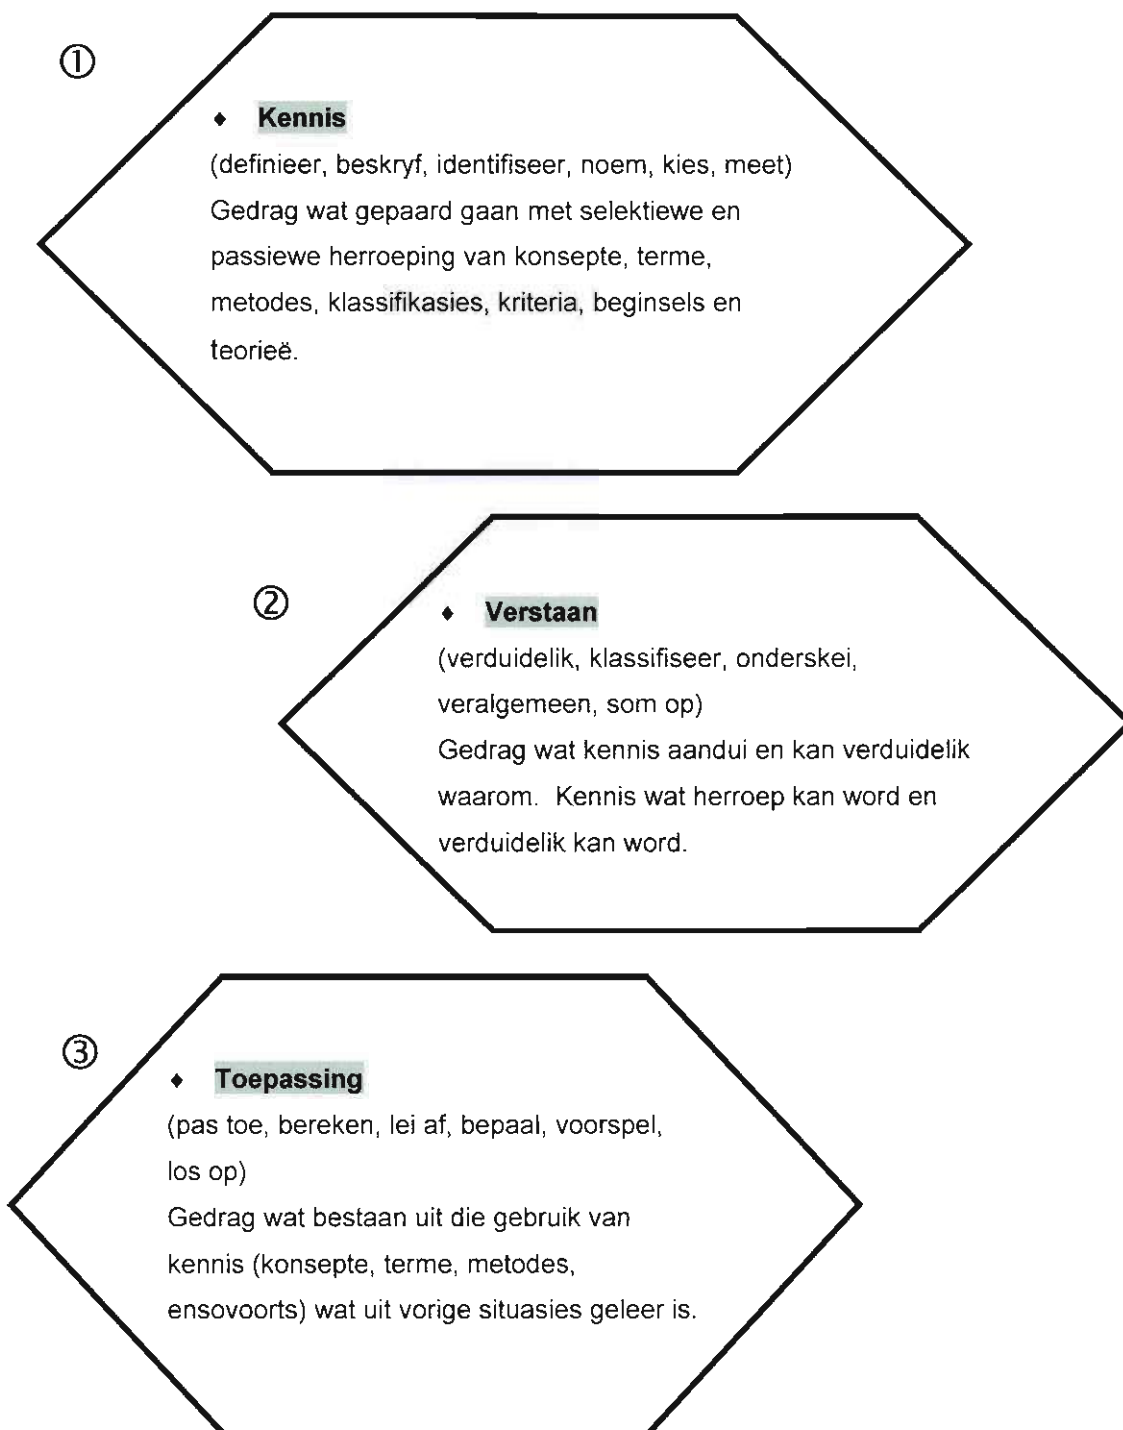 ①
♦ Kennis
(definieer, beskryf, identifiseer, noem, kies, meet)
Gedrag wat gepaard gaan met selektiewe en
passiewe herroeping van konsepte, terme,
metodes, klassifikasies, kriteria, beginsels en
teorieë.
②
♦ Verstaan
(verduidelik, klassifiseer, onderskei,
veralgemeen, som op)
Gedrag wat kennis aandui en kan verduidelik
waarom. Kennis wat herroep kan word en
verduidelik kan word.
③
♦ Toepassing
(pas toe, bereken, lei af, bepaal, voorspel,
los op)
Gedrag wat bestaan uit die gebruik van
kennis (konsepte, terme, metodes,
ensovoorts) wat uit vorige situasies geleer is.